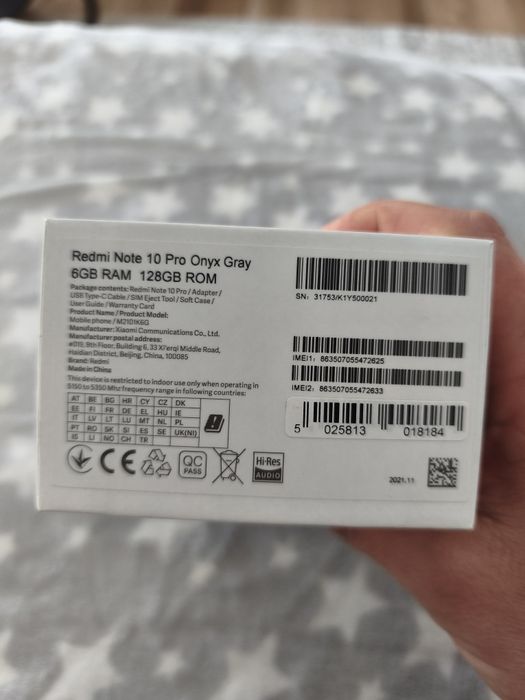 Redmi Note 10 Pro Onyx Gray
6GB RAM 128GB ROM
Package contents: Redmi Note 10 Pro / Adapter /
USB Type-C Cable / SIM Eject Tool / Soft Case /
User Guide / Warranty Card
Product Name / Product Model:
Mobile phone / M2101K6G
Manufacturer: Xiaomi Communications Co., Ltd.
Manufacturer postal address:
#019, 9th Floor, Building 6, 33 Xi'erqi Middle Road,
Haidian District, Beijing, China, 100085
Brand: Redmi
Made in China
This device is restricted to indoor use only when operating in
5150 to 5350 Mhz frequency range in following countries:
AT BE BG HR CY CZ DK
EE FI FR DE EL HU IE
IT LV LT LU MT NL PL
PT RO SK SI ES SE UK(NI)
IS LI NO CH TR
CE
QC
PASS
Hi-Res
AUDIO
SN: 31753/K1Y500021
IMEI1: 863507055472625
IMEI2: 863507055472633
5 025813 018184
2021.11